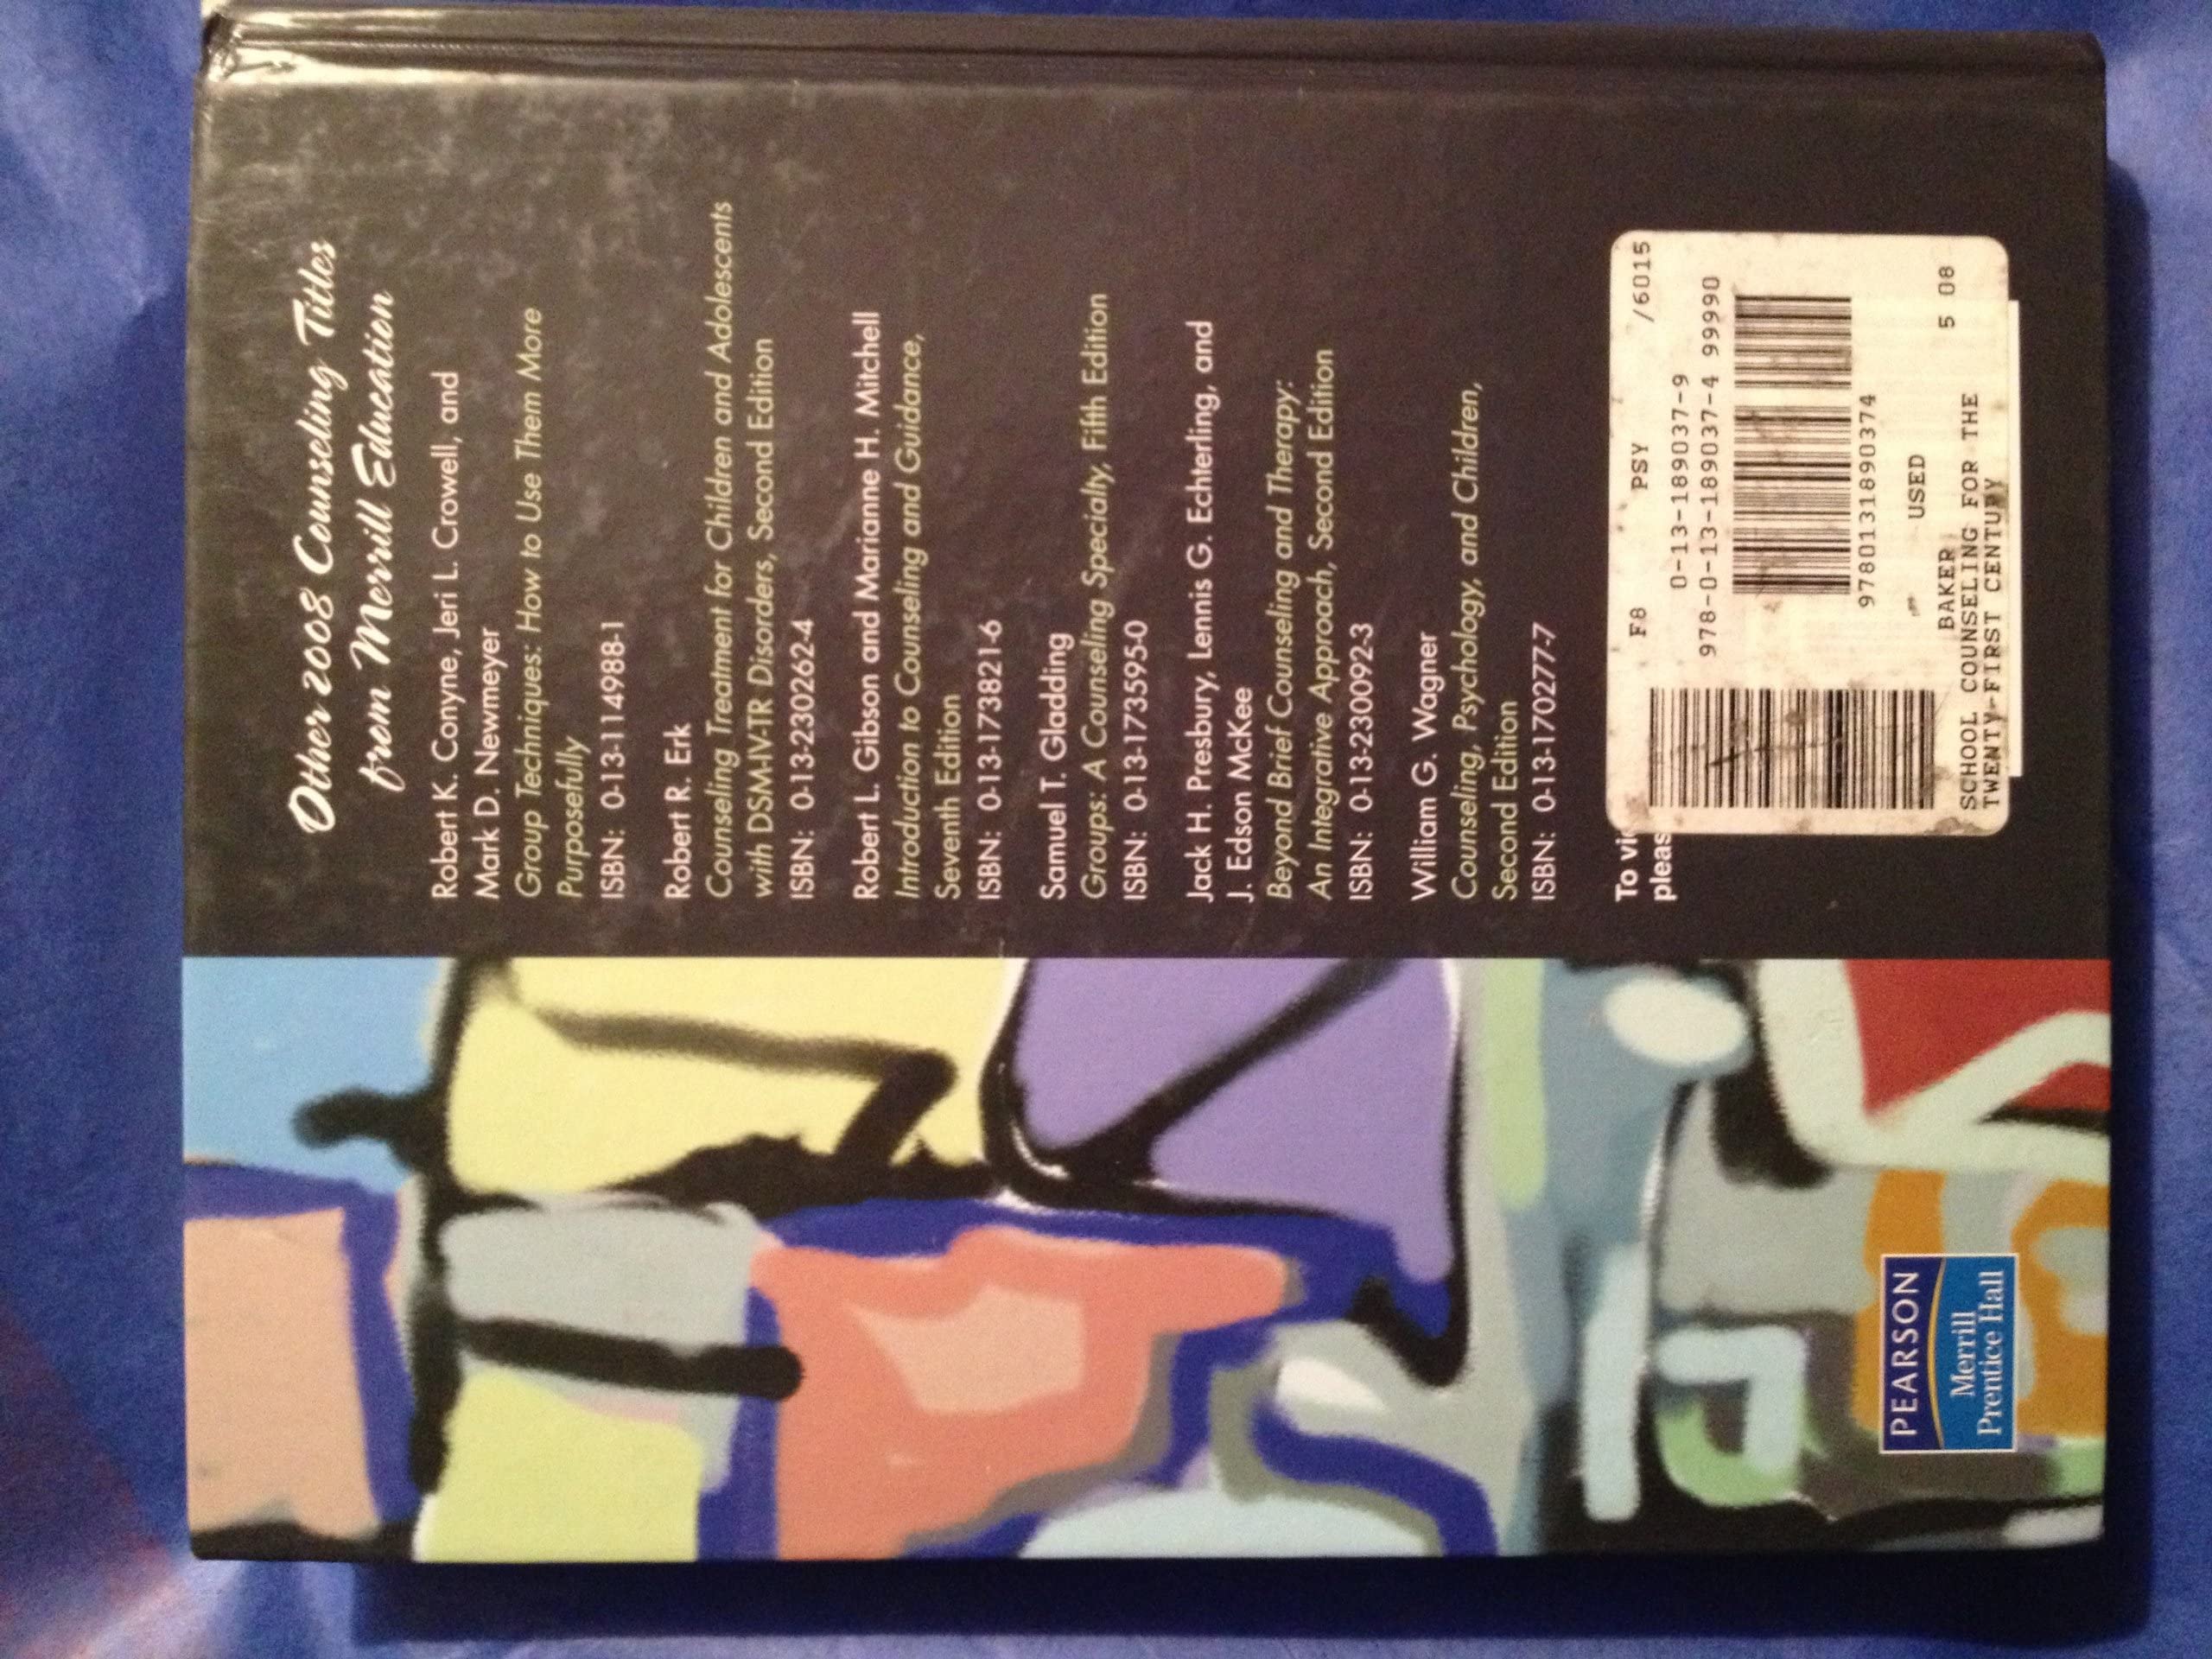 Other 2008 Counseling Titles
from Merrill Education
Robert K. Conyne, Jeri L. Crowell, and
Mark D. Newmeyer
Group Techniques: How to Use Them More
Purposefully
ISBN: 0-13-114988-1
Robert R. Erk
Counseling Treatment for Children and Adolescents
with DSM-IV-TR Disorders, Second Edition
ISBN: 0-13-230262-4
Robert L. Gibson and Marianne H. Mitchell
Introduction to Counseling and Guidance,
Seventh Edition
ISBN: 0-13-173821-6
Samuel T. Gladding
Groups: A Counseling Specialty, Fifth Edition
ISBN: 0-13-173595-0
Jack H. Presbury, Lennis G. Echterling, and
J. Edson McKee
Beyond Brief Counseling and Therapy:
An Integrative Approach, Second Edition
ISBN: 0-13-230092-3
William G. Wagner
Counseling, Psychology, and Children,
Second Edition
ISBN: 0-13-170277-7
To
pleas
F8 PSY /6015
0-13-189037-9
978-0-13-189037-4 99990
9780131890374
USED
BAKER 5 08
SCHOOL COUNSELING FOR THE
TWENTY-FIRST CENTURY
PEARSON
Merrill
Prentice Hall